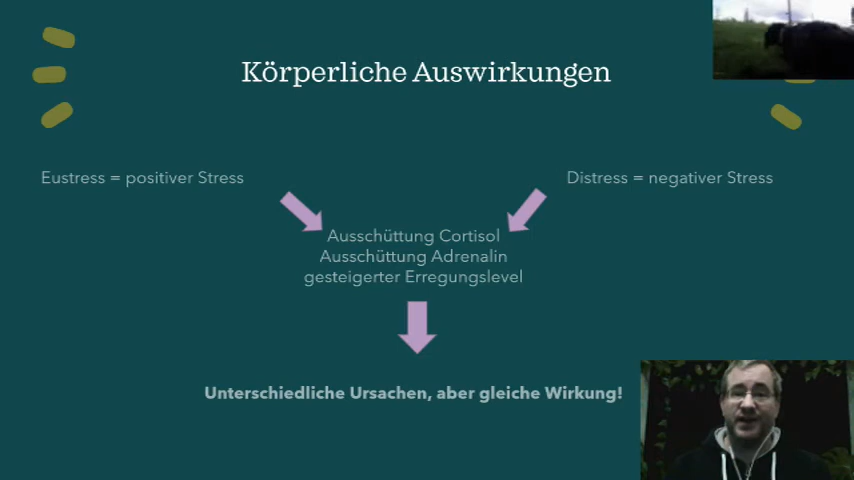 Körperliche Auswirkungen
Eustress = positiver Stress
Distress = negativer Stress
Ausschüttung Cortisol
Ausschüttung Adrenalin
gesteigerter Erregungslevel
Unterschiedliche Ursachen, aber gleiche Wirkung!